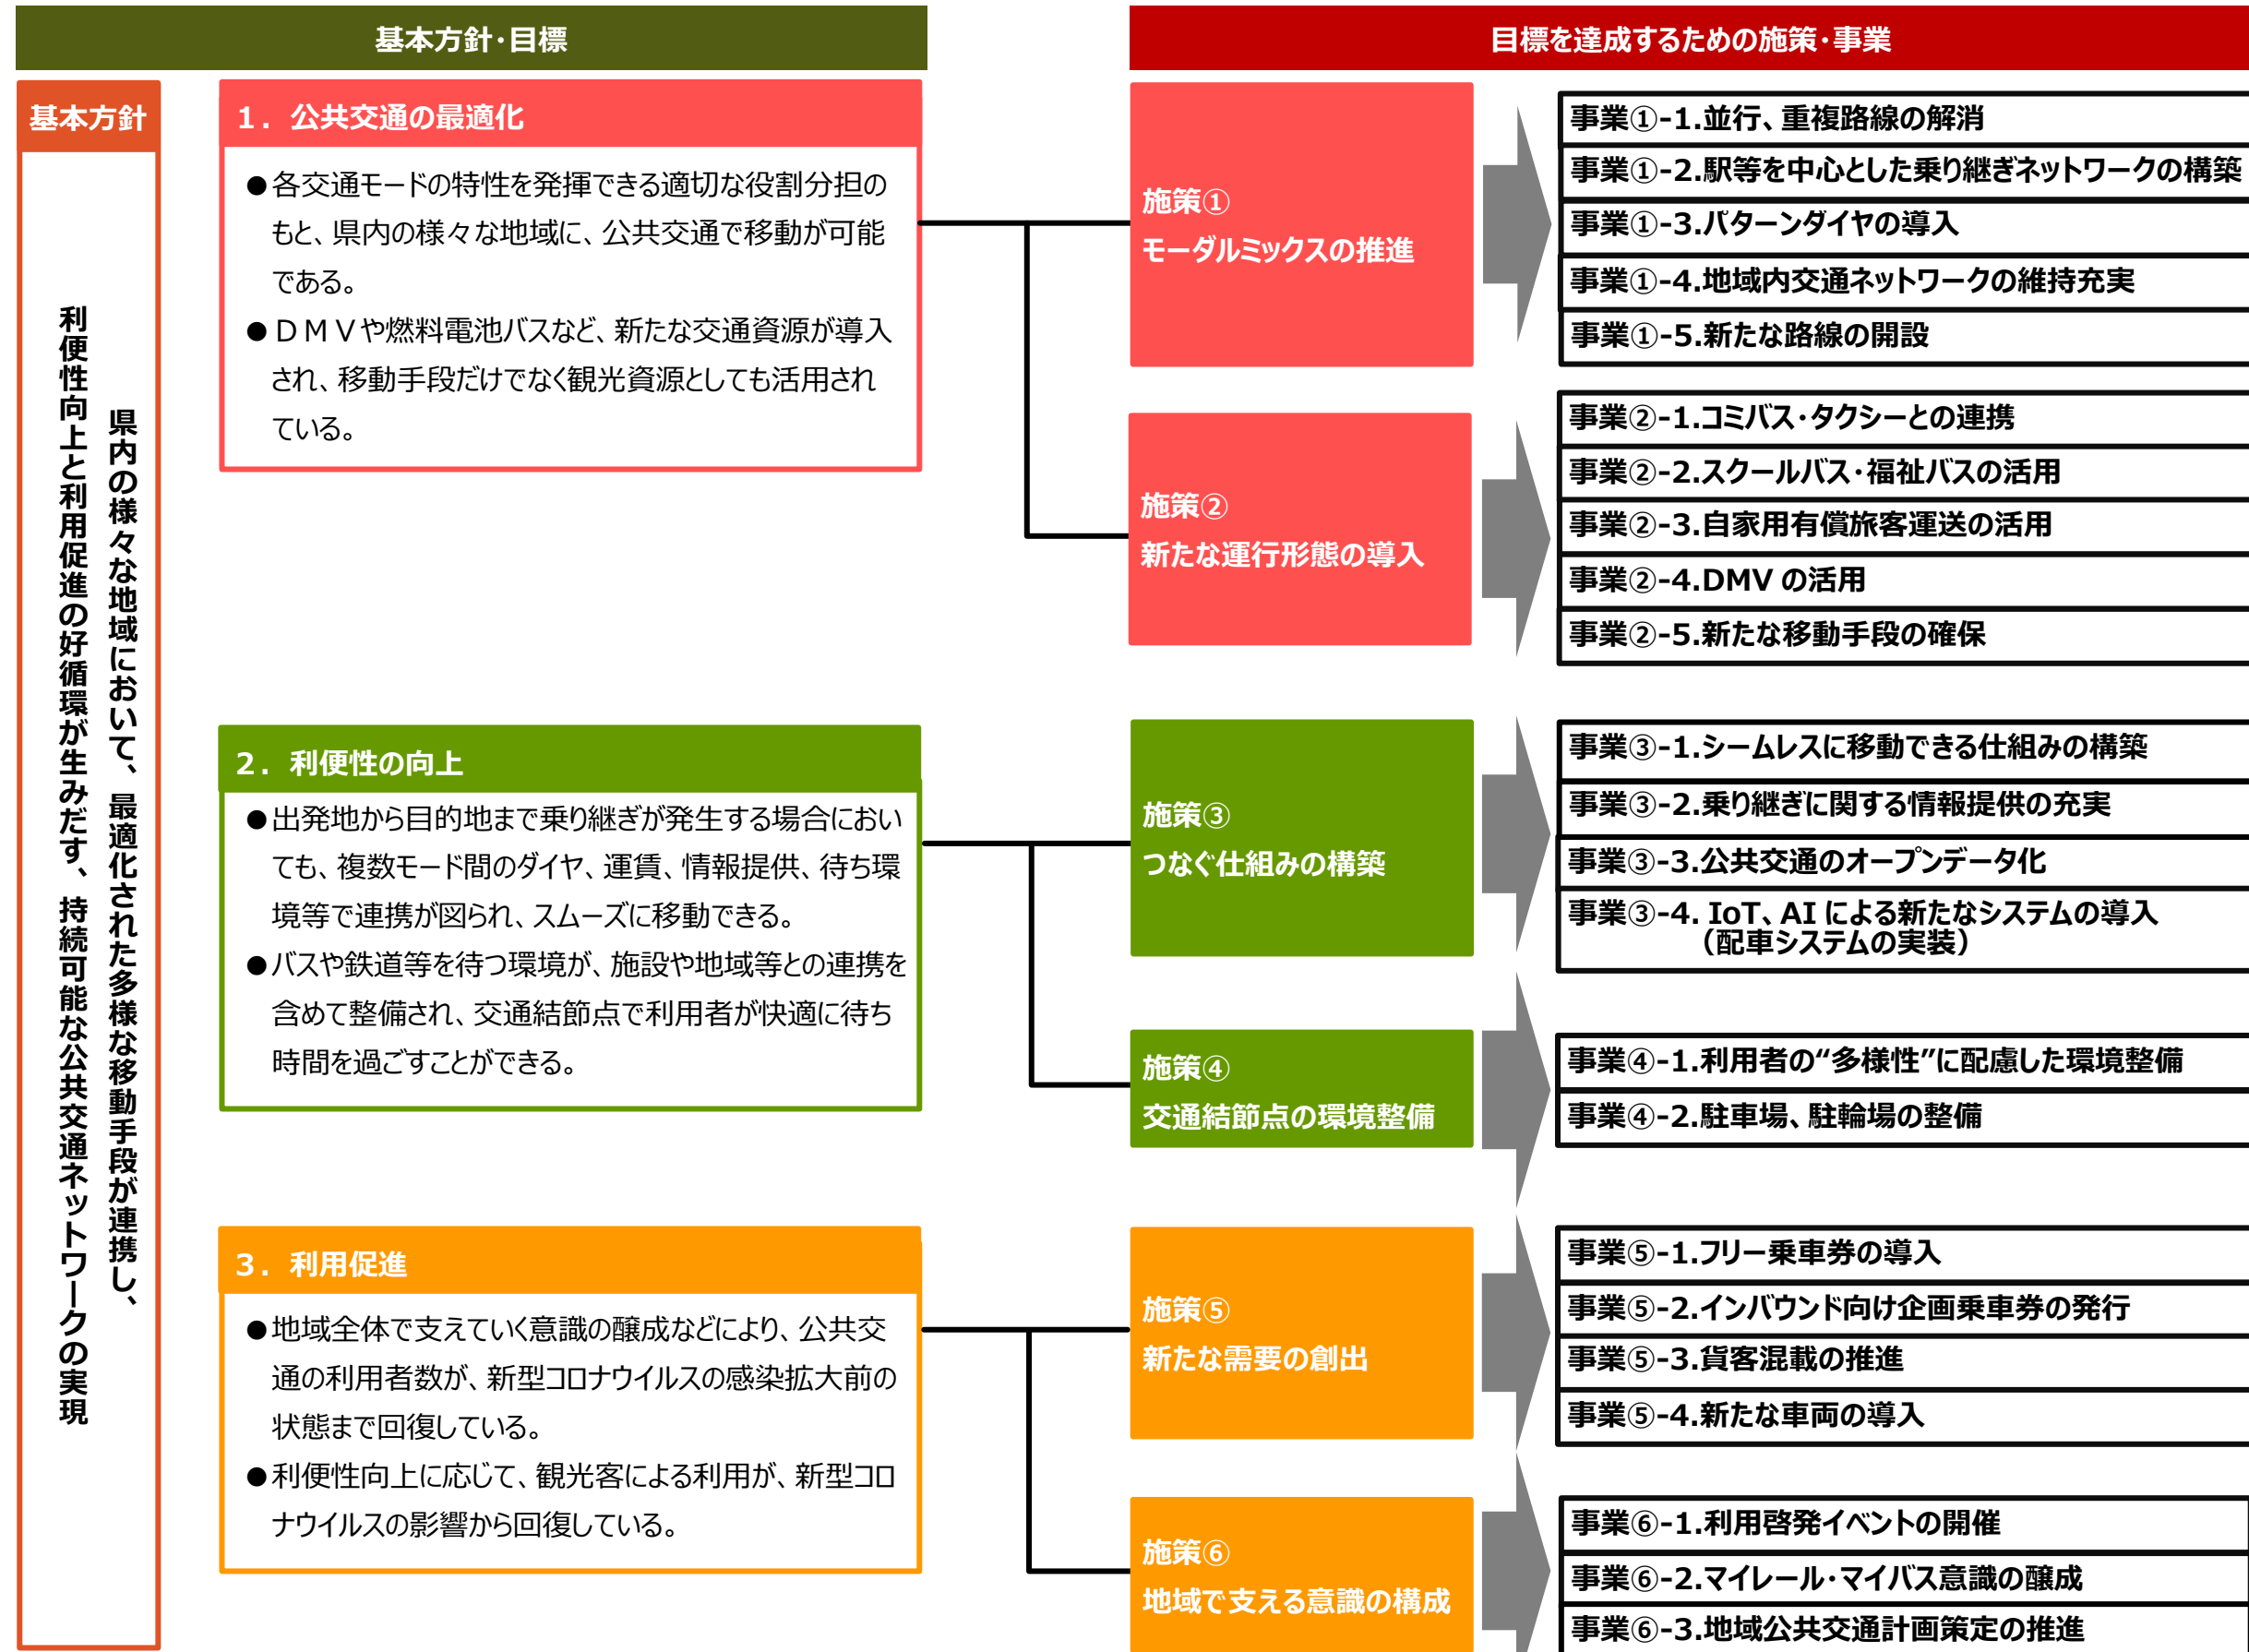 基本方針･目標
目標を達成するための施策･事業
基本方針
県内の様々な地域において、最適化された多様な移動手段が連携し、
利便性向上と利用促進の好循環が生みだす、持続可能な公共交通ネットワークの実現
1．公共交通の最適化
●各交通モードの特性を発揮できる適切な役割分担の
もと、県内の様々な地域に、公共交通で移動が可能
である。
●ＤＭＶや燃料電池バスなど、新たな交通資源が導入
され、移動手段だけでなく観光資源としても活用され
ている。
施策①
モーダルミックスの推進
事業①-1.並行、重複路線の解消
事業①-2.駅等を中心とした乗り継ぎネットワークの構築
事業①-3.パターンダイヤの導入
事業①-4.地域内交通ネットワークの維持充実
事業①-5.新たな路線の開設
施策②
新たな運行形態の導入
事業②-1.コミバス・タクシーとの連携
事業②-2.スクールバス・福祉バスの活用
事業②-3.自家用有償旅客運送の活用
事業②-4.DMV の活用
事業②-5.新たな移動手段の確保
2．利便性の向上
●出発地から目的地まで乗り継ぎが発生する場合におい
ても、複数モード間のダイヤ、運賃、情報提供、待ち環
境等で連携が図られ、スムーズに移動できる。
●バスや鉄道等を待つ環境が、施設や地域等との連携を
含めて整備され、交通結節点で利用者が快適に待ち
時間を過ごすことができる。
施策③
つなぐ仕組みの構築
事業③-1.シームレスに移動できる仕組みの構築
事業③-2.乗り継ぎに関する情報提供の充実
事業③-3.公共交通のオープンデータ化
事業③-4. IoT、AI による新たなシステムの導入
（配車システムの実装）
施策④
交通結節点の環境整備
事業④-1.利用者の“多様性”に配慮した環境整備
事業④-2.駐車場、駐輪場の整備
3．利用促進
●地域全体で支えていく意識の醸成などにより、公共交
通の利用者数が、新型コロナウイルスの感染拡大前の
状態まで回復している。
●利便性向上に応じて、観光客による利用が、新型コロ
ナウイルスの影響から回復している。
施策⑤
新たな需要の創出
事業⑤-1.フリー乗車券の導入
事業⑤-2.インバウンド向け企画乗車券の発行
事業⑤-3.貨客混載の推進
事業⑤-4.新たな車両の導入
施策⑥
地域で支える意識の構成
事業⑥-1.利用啓発イベントの開催
事業⑥-2.マイレール・マイバス意識の醸成
事業⑥-3.地域公共交通計画策定の推進